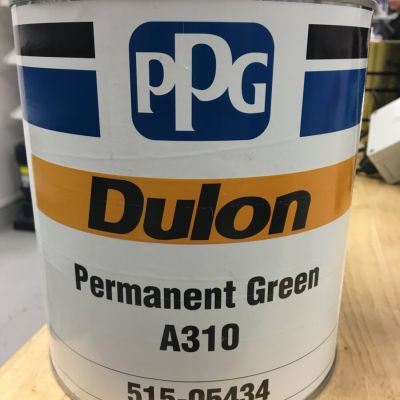 PPG
Dulon
Permanent Green
A310
515-05434